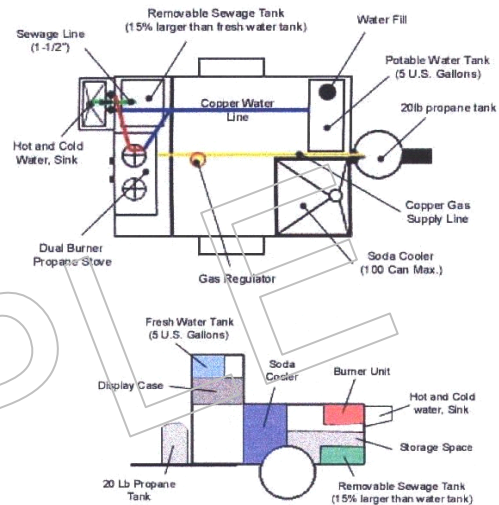 Removable Sewage Tank
(15% larger than fresh water tank)
Water Fill
Sewage Line
(1-1/2")
Potable Water Tank
(5 U.S. Gallons)
Copper Water
Line
20lb propane tank
Hot and Cold
Water, Sink
Copper Gas
Supply Line
Dual Burner
Propane Stove
Gas Regulator
Soda Cooler
(100 Can Max.)
Fresh Water Tank
(5 U.S. Gallons)
Soda
Cooler
Burner Unit
Display Case
Hot and Cold
water, Sink
Storage Space
20 Lb Propane
Tank
Removable Sewage Tank
(15% larger than water tank)